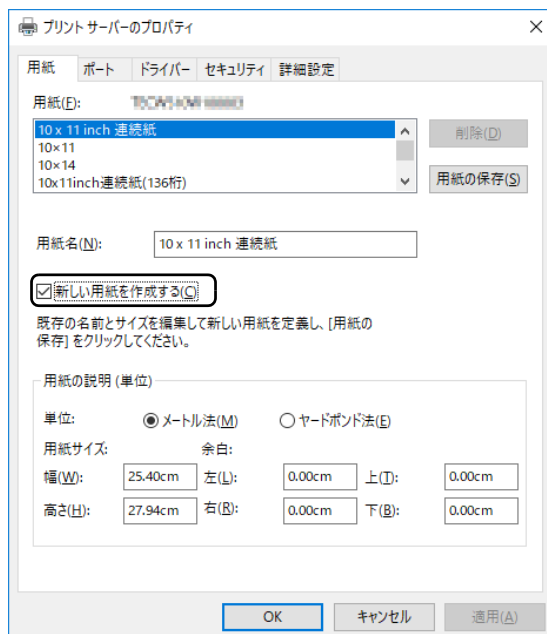 プリント サーバーのプロパティ
用紙 ポート ドライバー セキュリティ 詳細設定
用紙(F):
10 x 11 inch 連続紙
10×11
10×14
10x11inch連続紙(136桁)
削除(D)
用紙の保存(S)
用紙名(N): 10 x 11 inch 連続紙
新しい用紙を作成する(C)
既存の名前とサイズを編集して新しい用紙を定義し、[用紙の
保存] をクリックしてください。
用紙の説明 (単位)
単位: メートル法(M) ヤードポンド法(E)
用紙サイズ: 余白:
幅(W): 25.40cm 左(L): 0.00cm 上(T): 0.00cm
高さ(H): 27.94cm 右(R): 0.00cm 下(B): 0.00cm
OK キャンセル 適用(A)